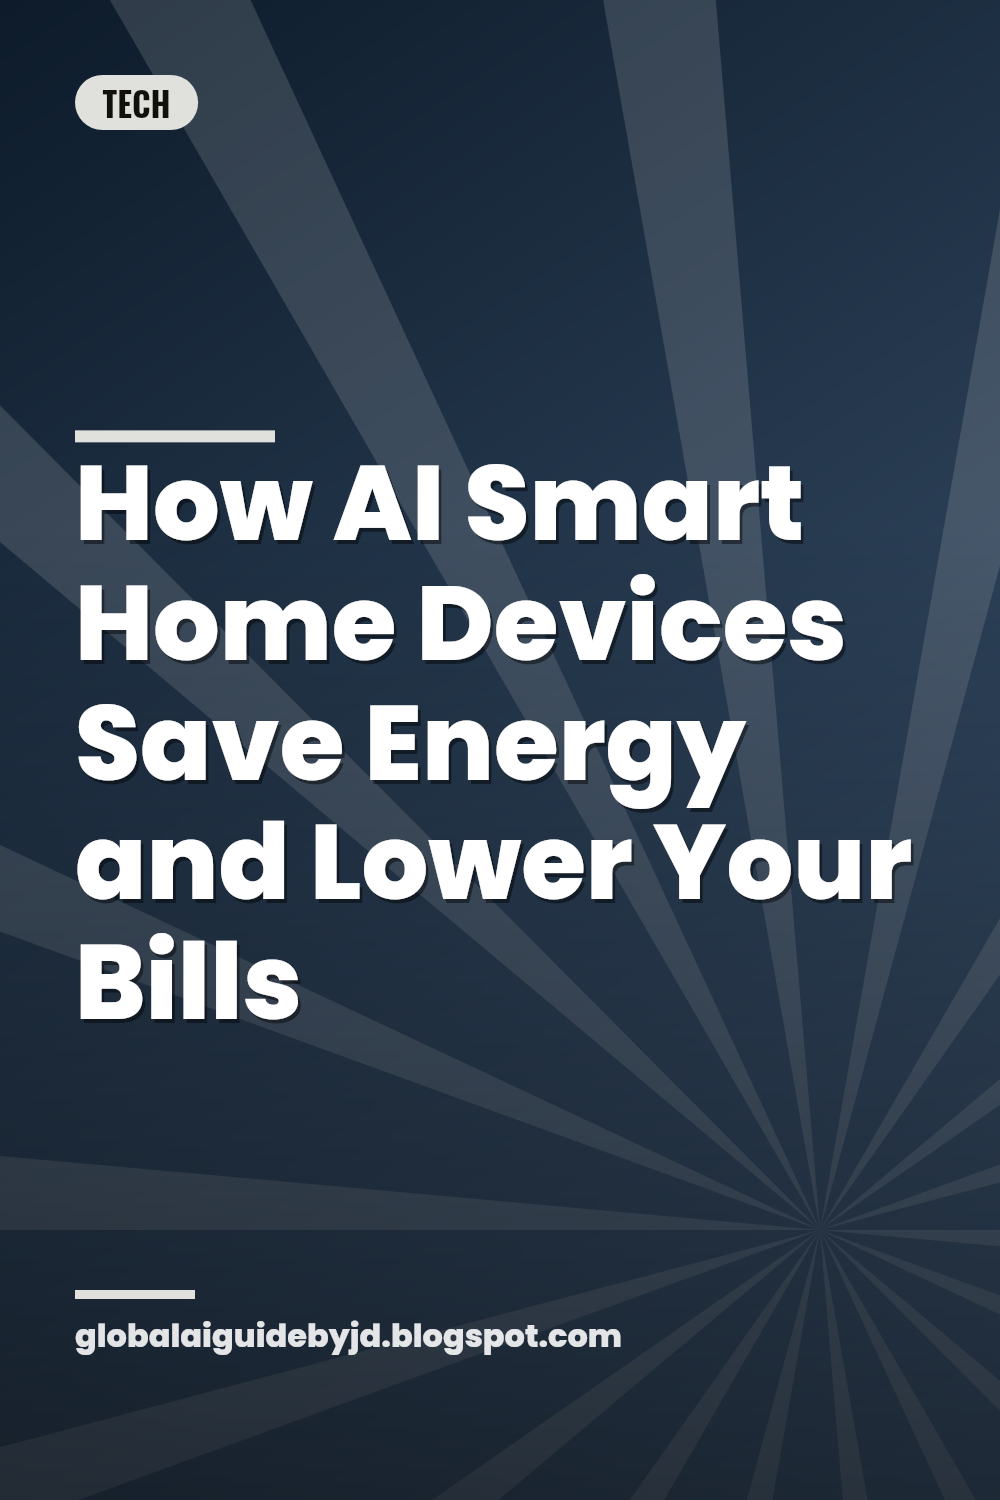 TECH
How AI Smart
Home Devices
Save Energy
and Lower Your
Bills
globalaiguidebyjd.blogspot.com